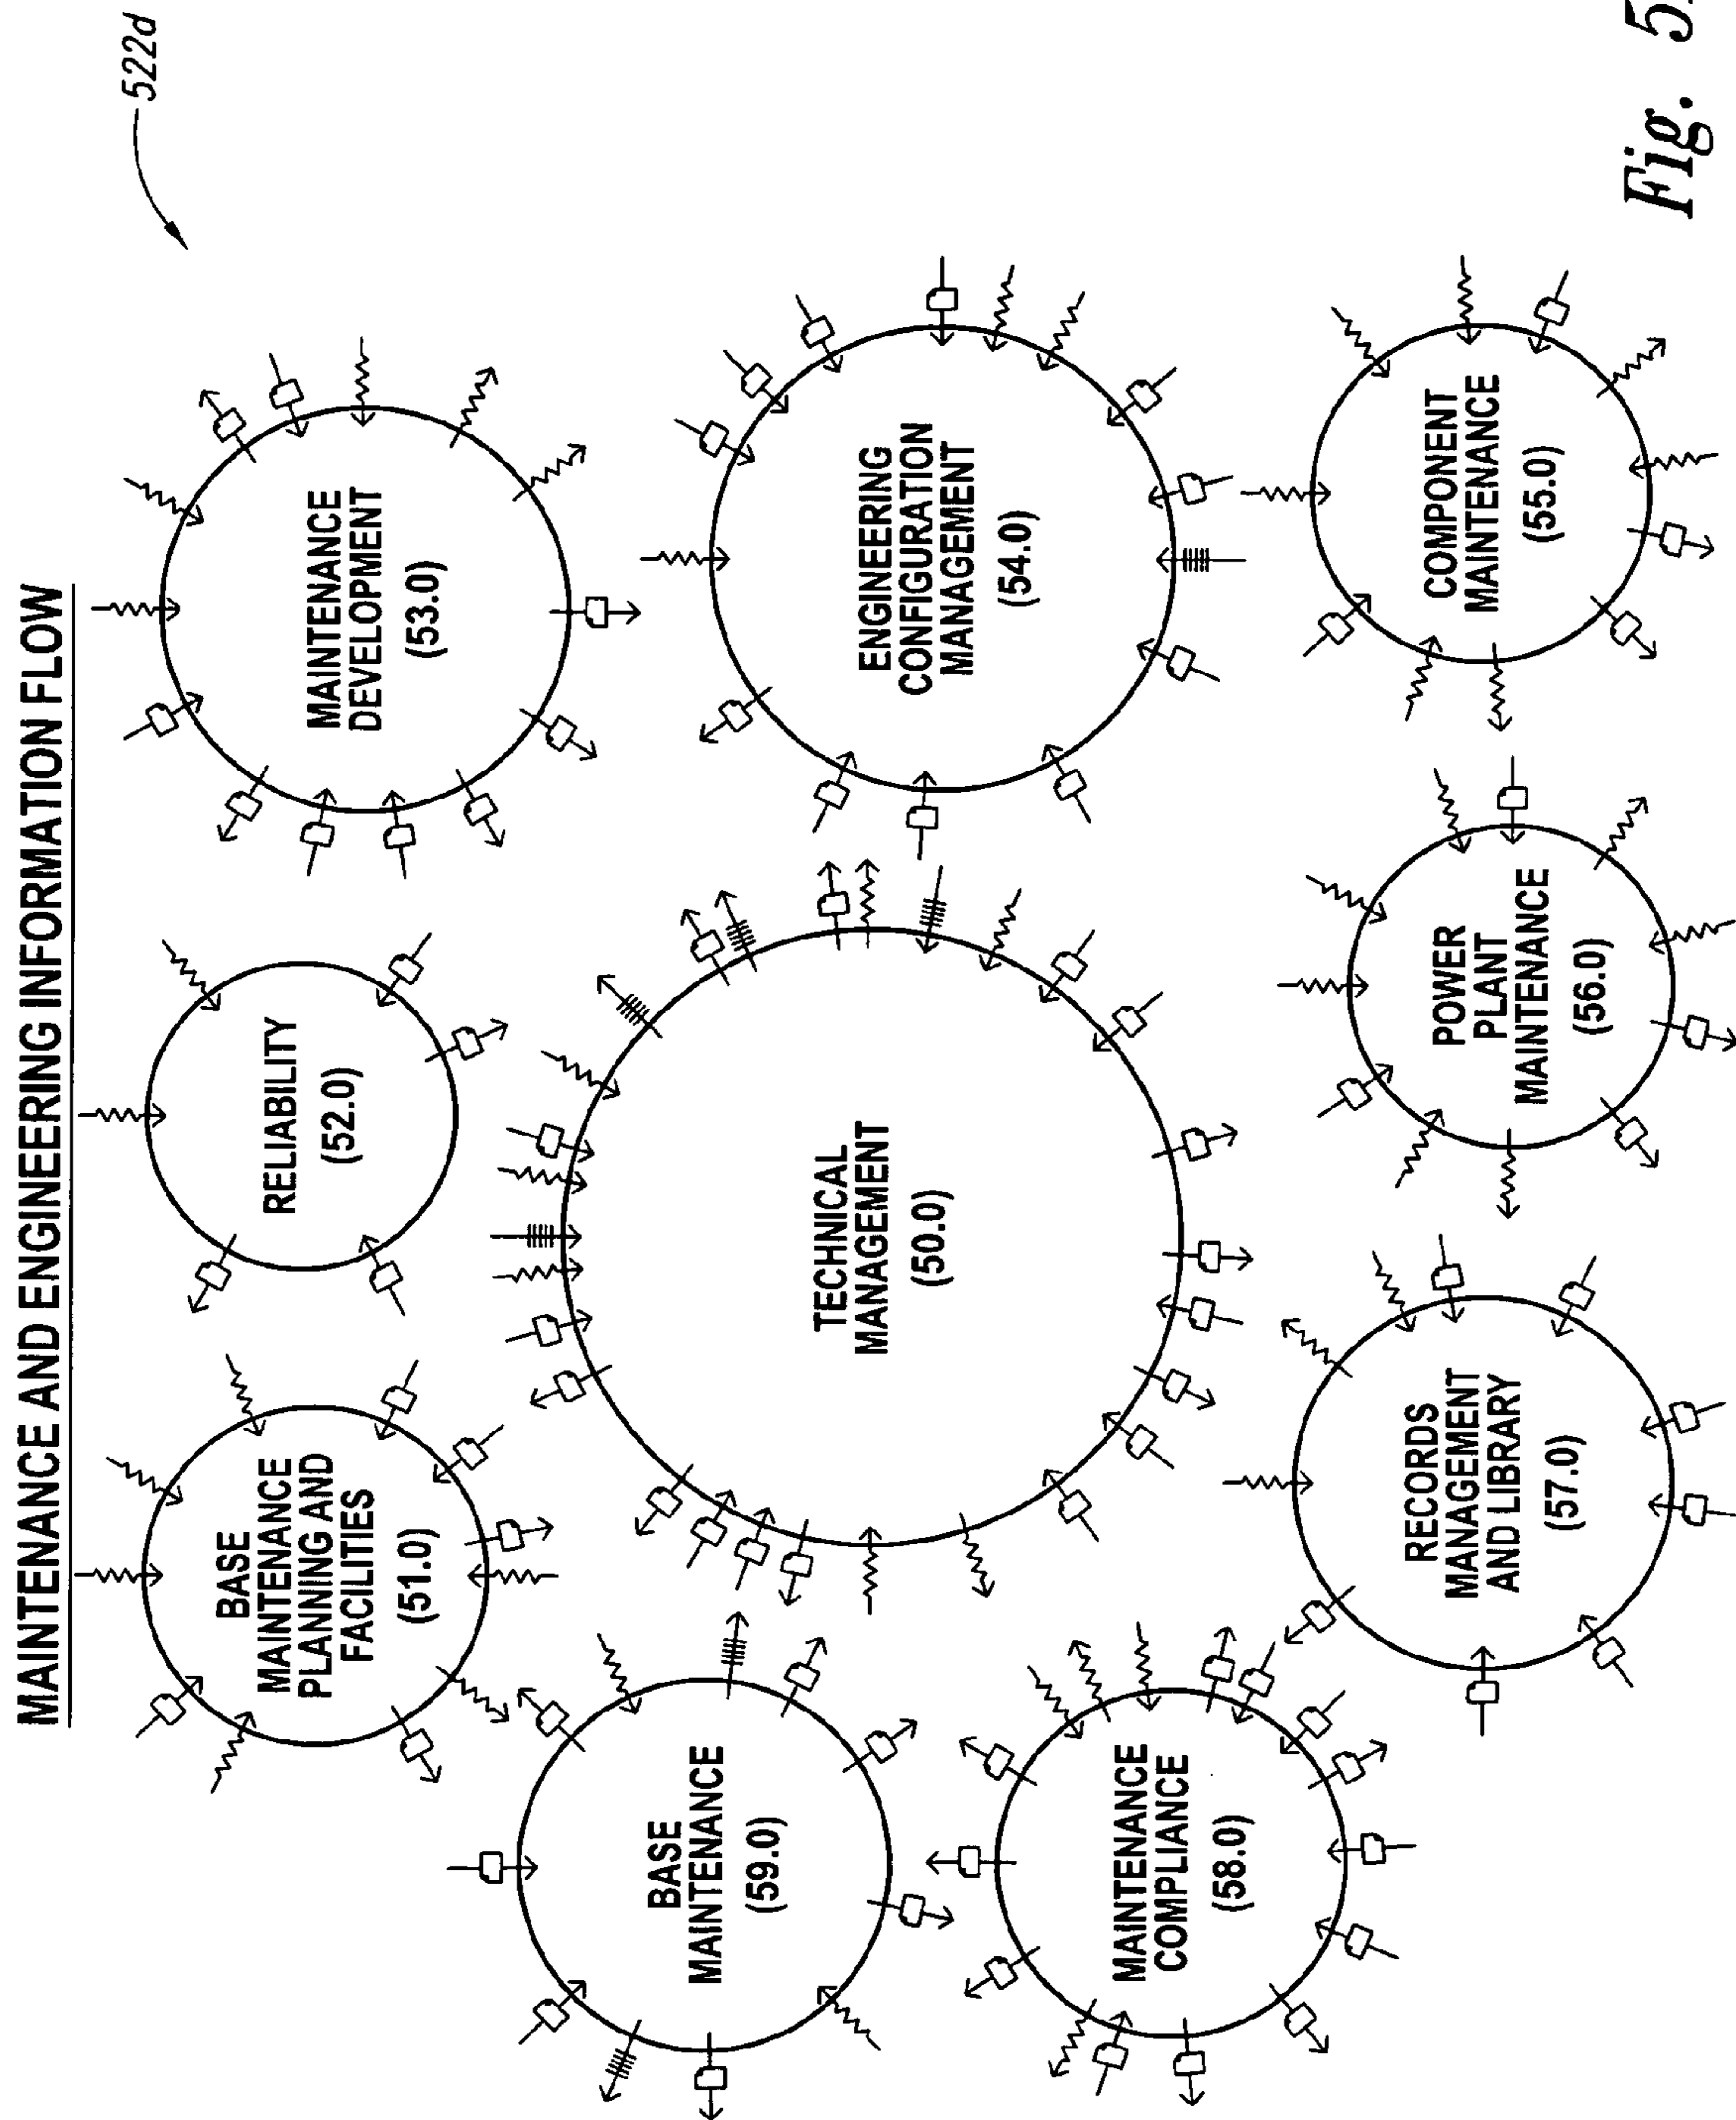 MAINTENANCE AND ENGINEERING INFORMATION FLOW
522d
BASE
MAINTENANCE
PLANNING AND
FACILITIES
(51.0)
RELIABILITY
(52.0)
MAINTENANCE
DEVELOPMENT
(53.0)
BASE
MAINTENANCE
(59.0)
TECHNICAL
MANAGEMENT
(50.0)
ENGINEERING
CONFIGURATION
MANAGEMENT
(54.0)
MAINTENANCE
COMPLIANCE
(58.0)
RECORDS
MANAGEMENT
AND LIBRARY
(57.0)
POWER
PLANT
MAINTENANCE
(56.0)
COMPONENT
MAINTENANCE
(55.0)
Fig. 5